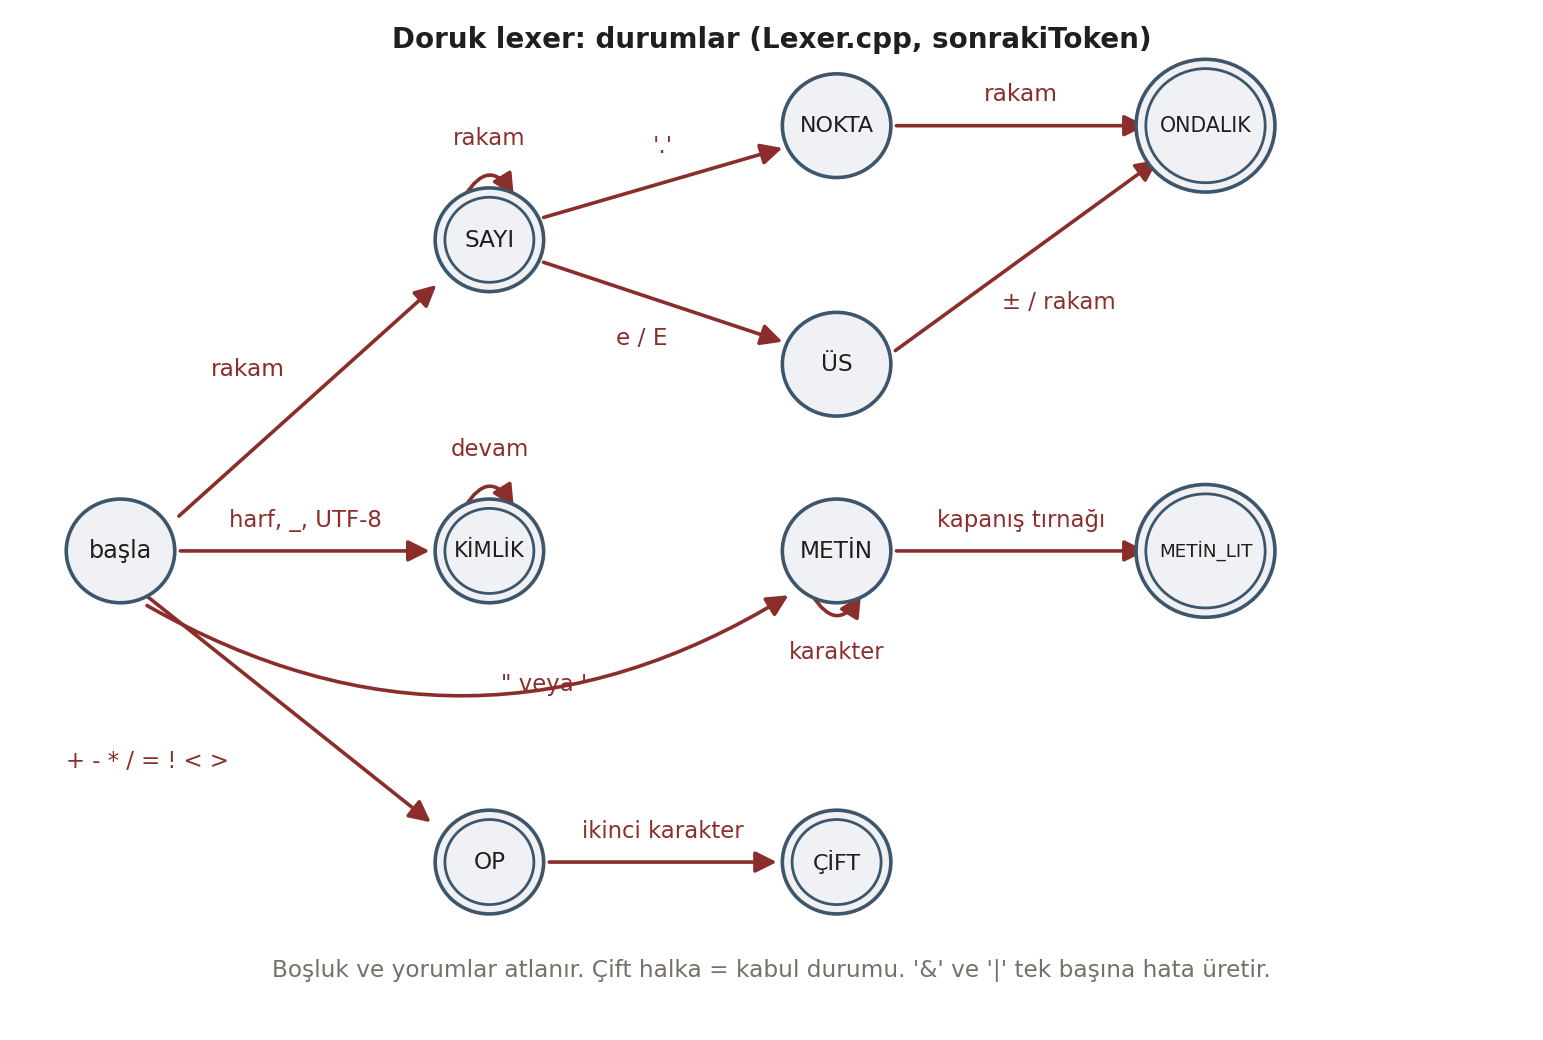 Doruk lexer: durumlar (Lexer.cpp, sonrakiToken)
NOKTA
rakam
ONDALIK
rakam
'.'
SAYI
± / rakam
e / E
ÜS
rakam
devam
harf, _, UTF-8
kapanış tırnağı
başla
KİMLİK
METİN
METİN_LIT
karakter
" veya '
+ - * / = ! < >
ikinci karakter
OP
ÇİFT
Boşluk ve yorumlar atlanır. Çift halka = kabul durumu. '&' ve '|' tek başına hata üretir.